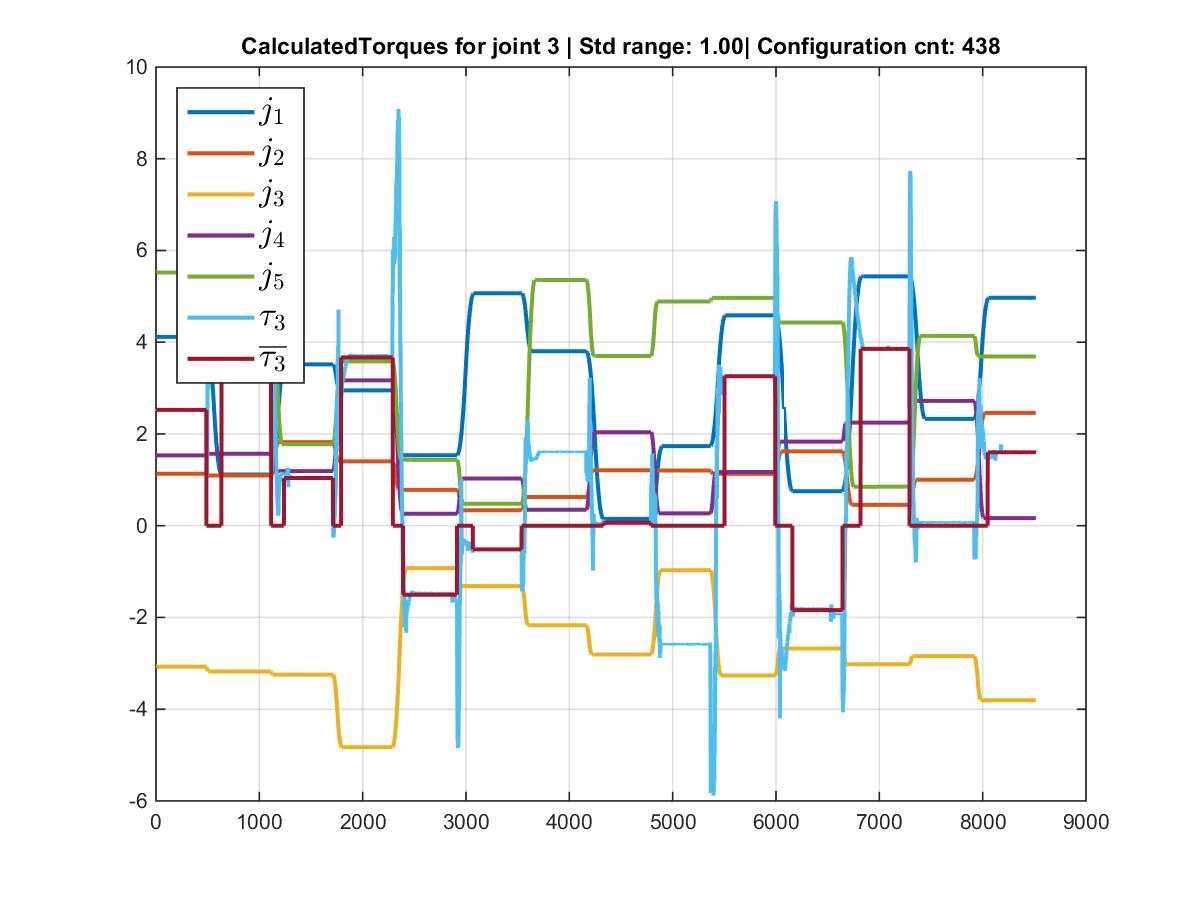 CalculatedTorques for joint 3 | Std range: 1.00| Configuration cnt: 438
10
8
6
4
2
0
-2
-4
-6
j₁
j₂
j₃
j₄
j₅
τ₃
τ̅₃
0 1000 2000 3000 4000 5000 6000 7000 8000 9000